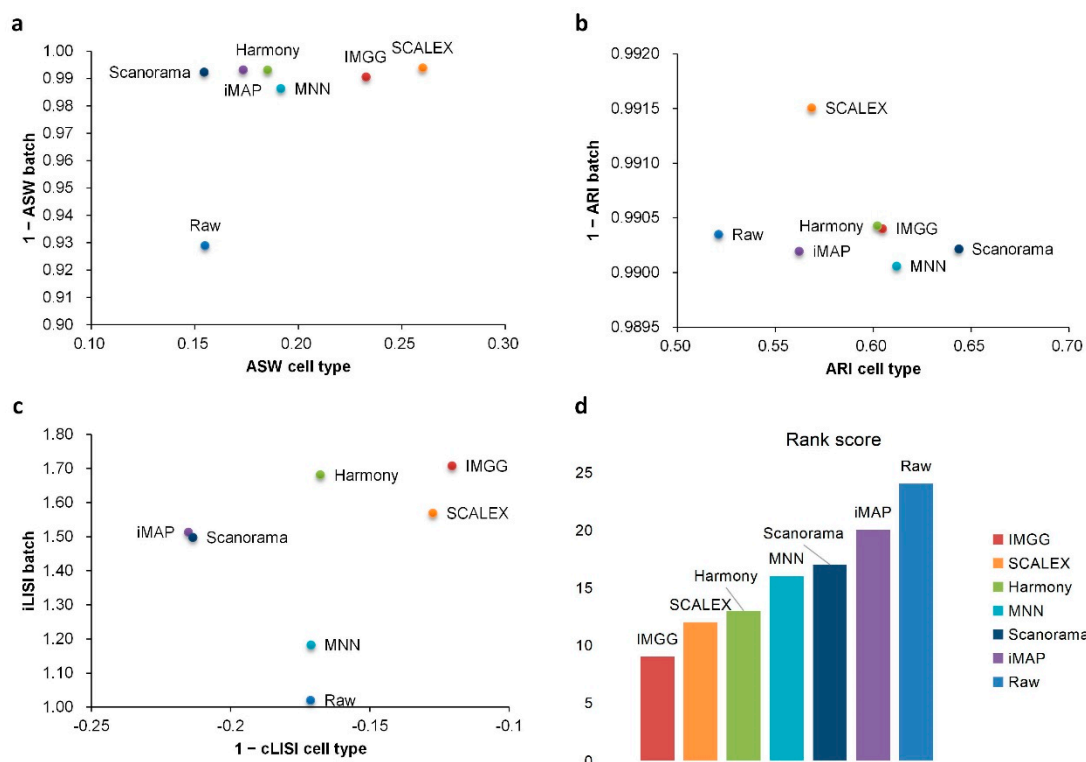 a
1.00
0.99
0.98
0.97
0.96
0.95
0.94
0.93
0.92
0.91
0.90
1 − ASW batch
Scanorama
Harmony
iMAP
MNN
IMGG
SCALEX
Raw
0.10
0.15
0.20
0.25
0.30
ASW cell type
b
0.9920
0.9915
0.9910
0.9905
0.9900
0.9895
1 − ARI batch
SCALEX
Raw
Harmony
IMGG
iMAP
MNN
Scanorama
0.50
0.55
0.60
0.65
0.70
ARI cell type
c
1.80
1.70
1.60
1.50
1.40
1.30
1.20
1.10
1.00
iLISI batch
IMGG
Harmony
SCALEX
iMAP
Scanorama
MNN
Raw
-0.25
-0.2
-0.15
-0.1
1 − cLISI cell type
d
Rank score
25
20
15
10
5
0
IMGG
SCALEX
Harmony
MNN
Scanorama
iMAP
Raw
IMGG
SCALEX
Harmony
MNN
Scanorama
iMAP
Raw